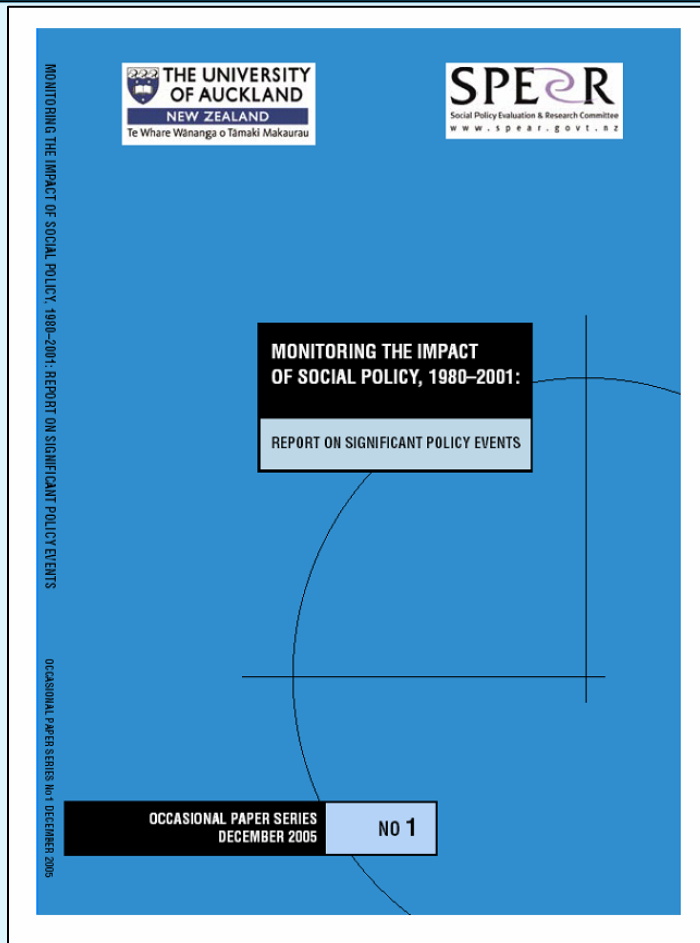 THE UNIVERSITY
OF AUCKLAND
NEW ZEALAND
Te Whare Wānanga o Tāmaki Makaurau
SPEaR
Social Policy Evaluation & Research Committee
www.spear.govt.nz
MONITORING THE IMPACT OF SOCIAL POLICY, 1980–2001: REPORT ON SIGNIFICANT POLICY EVENTS
OCCASIONAL PAPER SERIES No1 DECEMBER 2005
MONITORING THE IMPACT
OF SOCIAL POLICY, 1980–2001:
REPORT ON SIGNIFICANT POLICY EVENTS
OCCASIONAL PAPER SERIES
DECEMBER 2005
NO 1